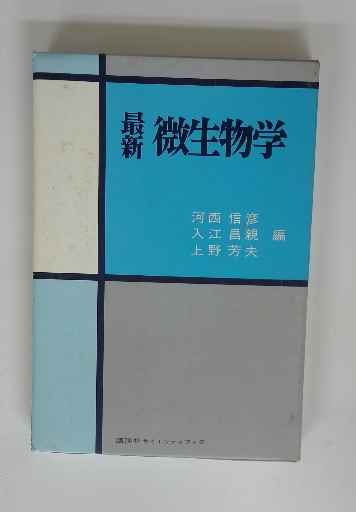 最新 微生物学
河西 信彦
入江 昌親 編
上野 芳夫
講談社サイエンティフィク